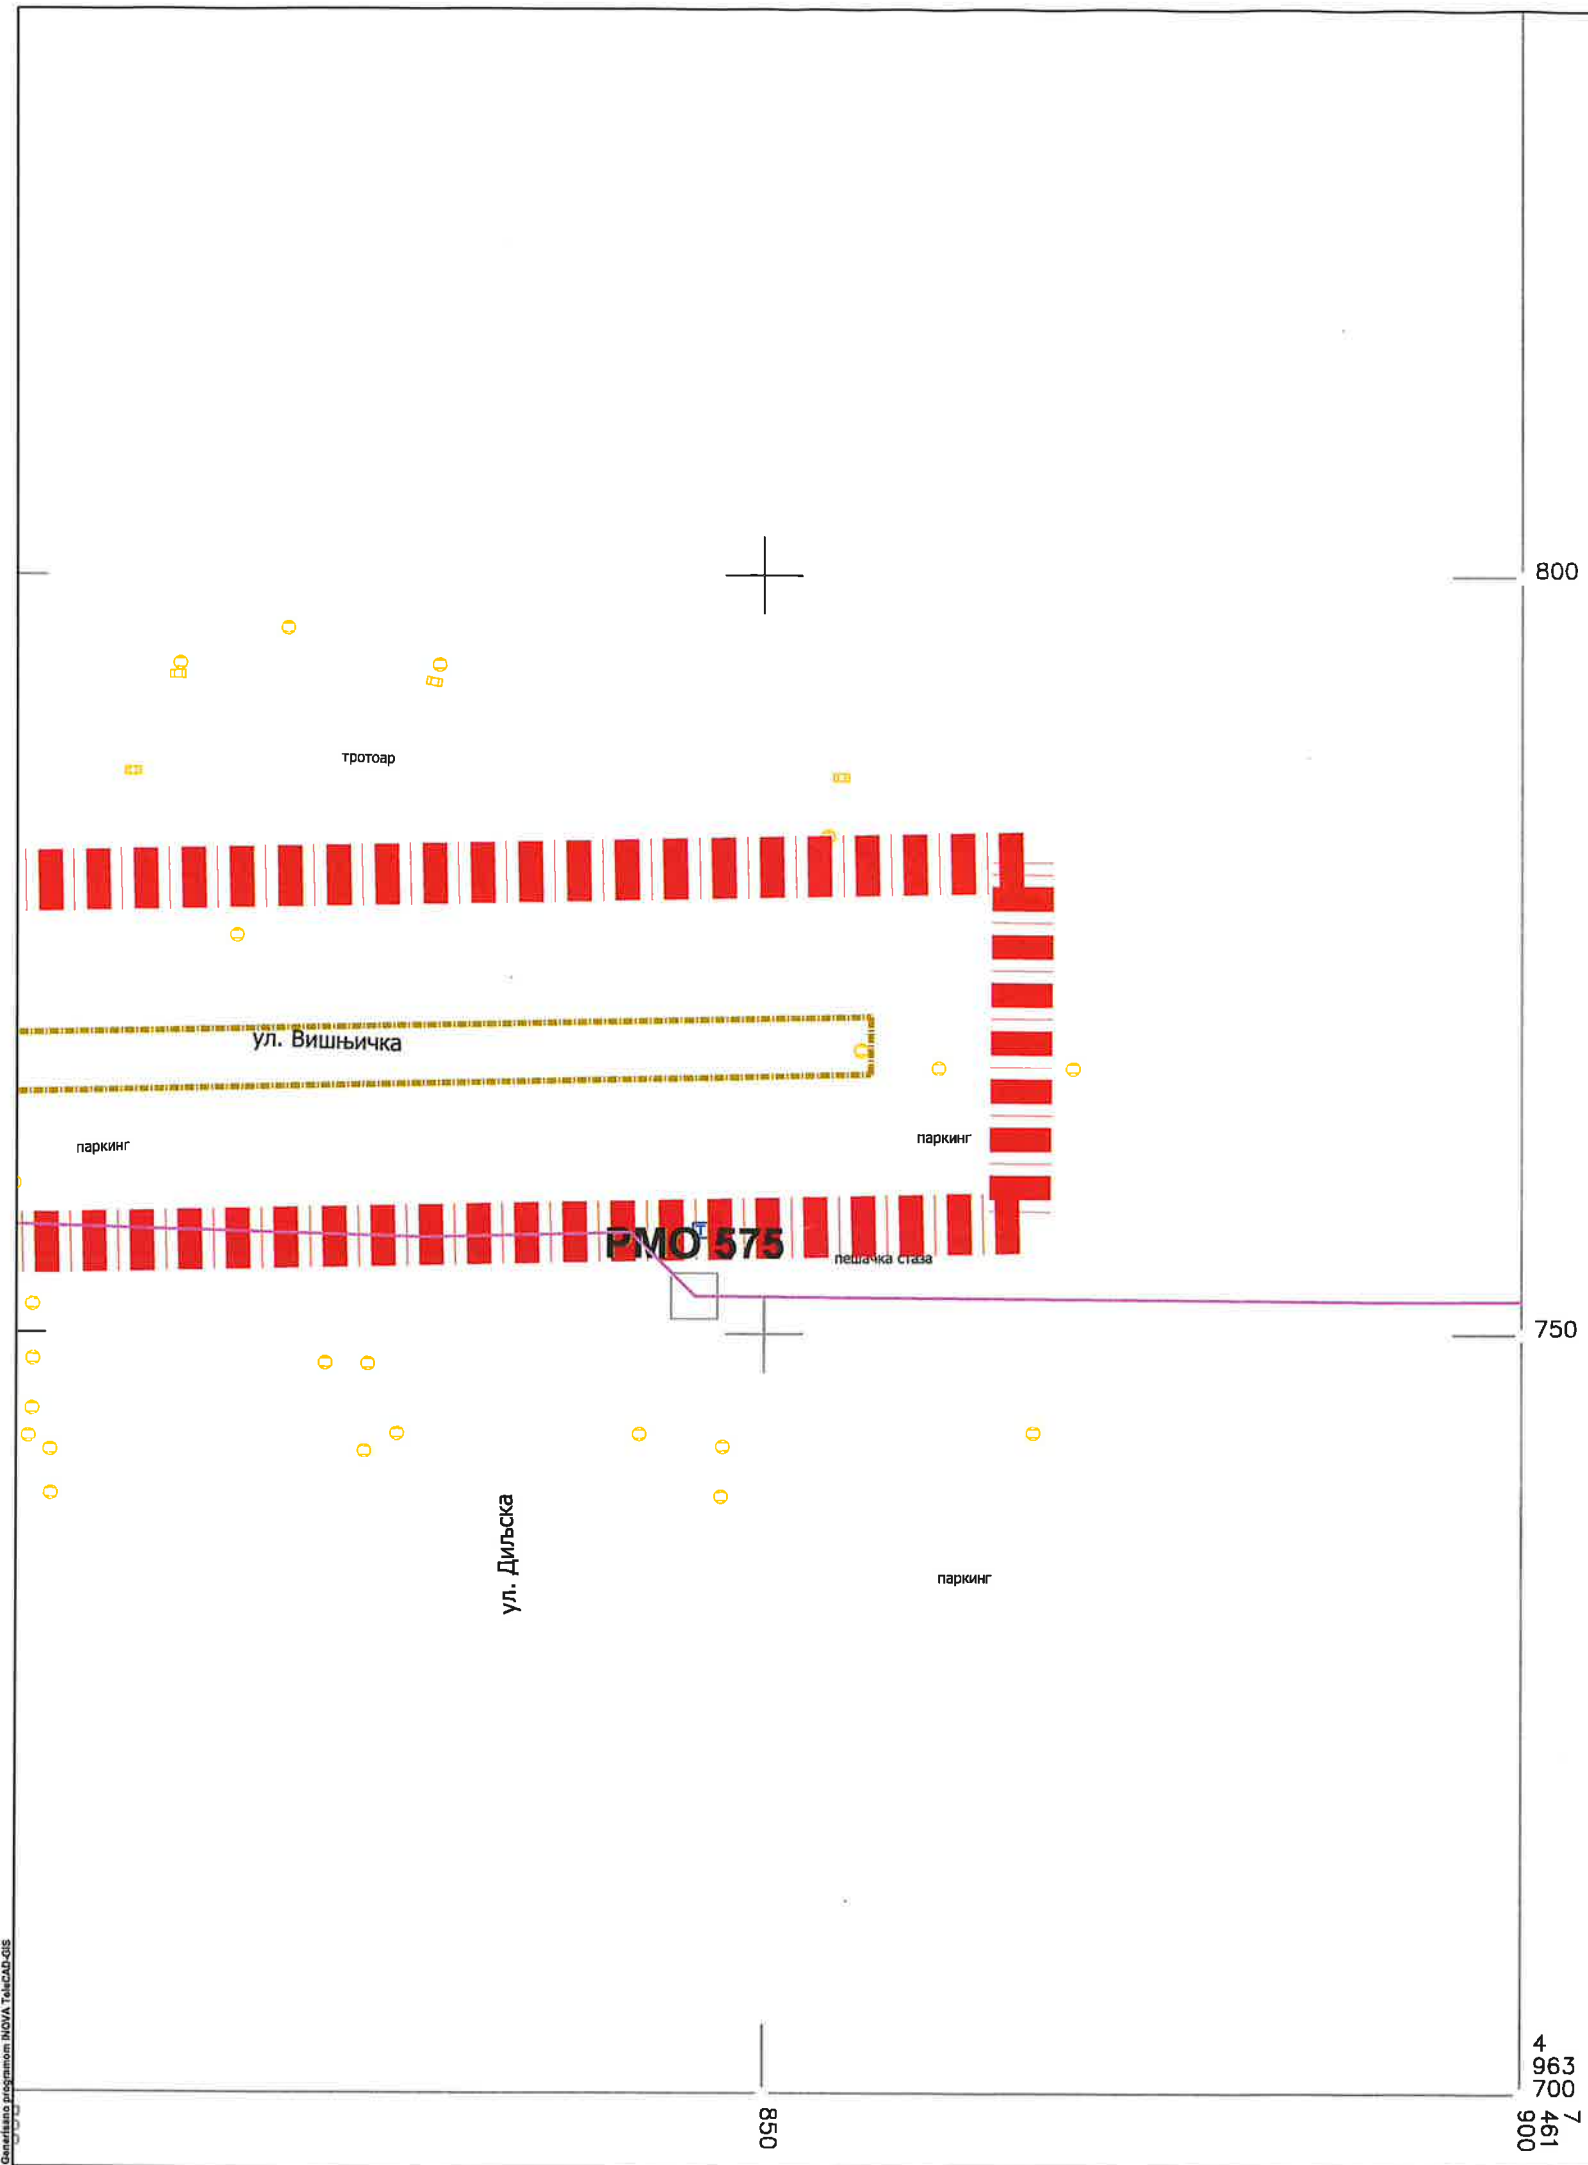 800
тротоар
ул. Вишњичка
паркинг
паркинг
РМО 575
T
пешачка стаза
750
ул. Диљска
паркинг
Generisano programom INOVA TeleCAD-GIS
4
963
700
850
7
461
900